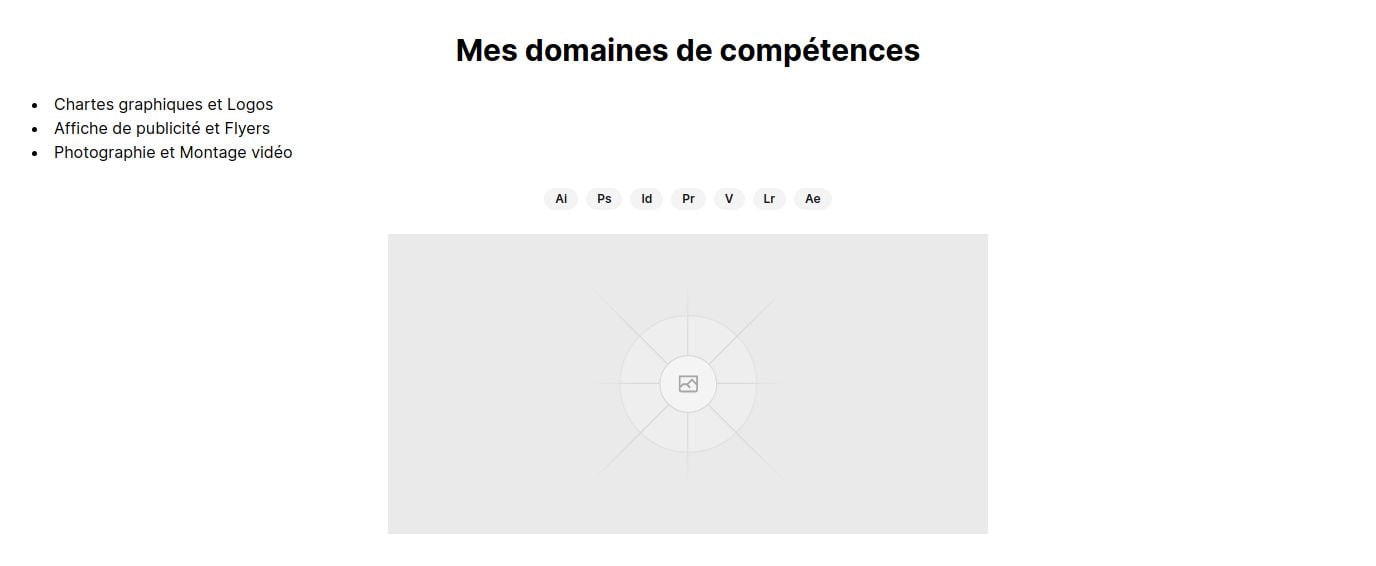 Mes domaines de compétences
Chartes graphiques et Logos
Affiche de publicité et Flyers
Photographie et Montage vidéo
Ai Ps Id Pr V Lr Ae